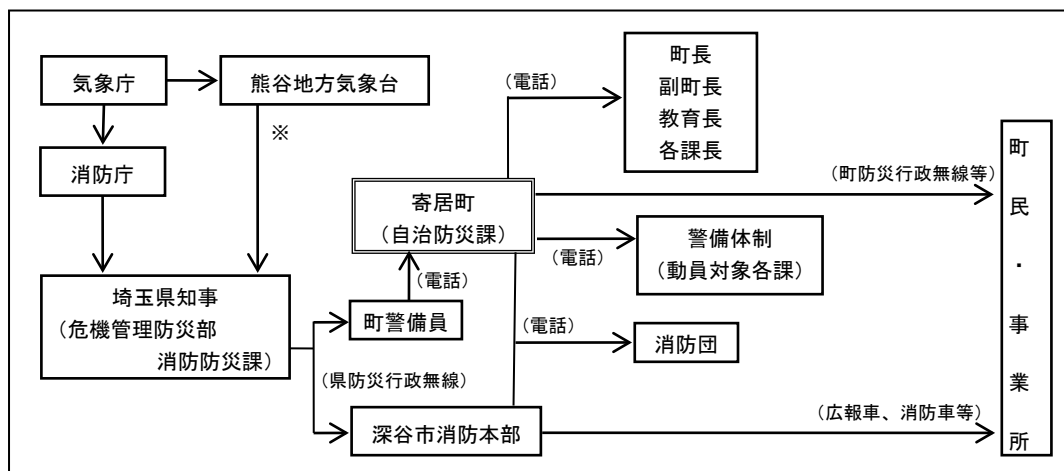 気象庁
熊谷地方気象台
※
消防庁
埼玉県知事
（危機管理防災部
消防防災課）
（県防災行政無線）
町警備員
（電話）
寄居町
（自治防災課）
（電話）
町長
副町長
教育長
各課長
（町防災行政無線等）
（電話）
警備体制
（動員対象各課）
（電話）
消防団
深谷市消防本部
（広報車、消防車等）
町民・事業所